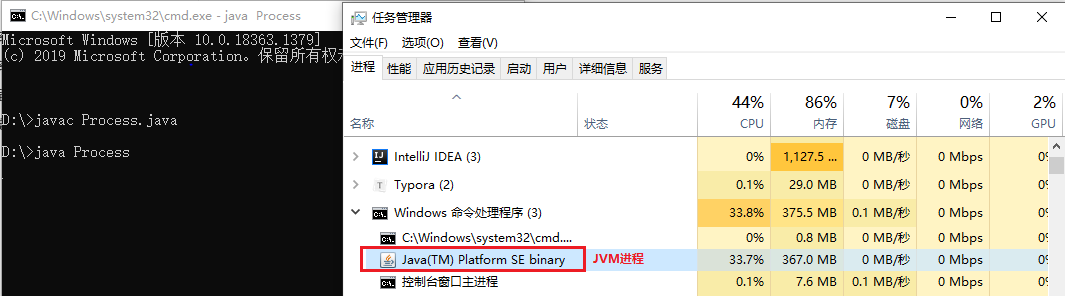 C:\Windows\system32\cmd.exe - java Process
Microsoft Windows [版本 10.0.18363.1379]
(c) 2019 Microsoft Corporation。保留所有权
D:\>javac Process.java
D:\>java Process
任务管理器
文件(F) 选项(O) 查看(V)
进程 性能 应用历史记录 启动 用户 详细信息 服务
44% 86% 7% 0% 2%
名称 状态 CPU 内存 磁盘 网络 GPU
IntelliJ IDEA (3) 0% 1,127.5 ... 0 MB/秒 0 Mbps 0%
Typora (2) 0.1% 29.0 MB 0 MB/秒 0 Mbps 0%
Windows 命令处理程序 (3) 33.8% 375.5 MB 0.1 MB/秒 0 Mbps 0%
C:\Windows\system32\cmd.... 0% 0.8 MB 0 MB/秒 0 Mbps 0%
Java(TM) Platform SE binary JVM进程 33.7% 367.0 MB 0 MB/秒 0 Mbps 0%
控制台窗口主进程 0.1% 7.6 MB 0.1 MB/秒 0 Mbps 0%